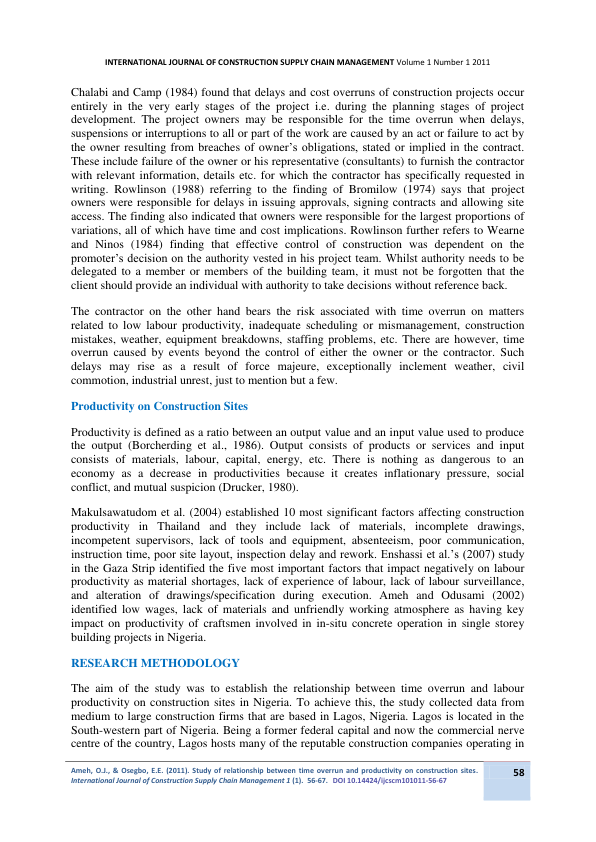 INTERNATIONAL JOURNAL OF CONSTRUCTION SUPPLY CHAIN MANAGEMENT Volume 1 Number 1 2011
Chalabi and Camp (1984) found that delays and cost overruns of construction projects occur
entirely in the very early stages of the project i.e. during the planning stages of project
development. The project owners may be responsible for the time overrun when delays,
suspensions or interruptions to all or part of the work are caused by an act or failure to act by
the owner resulting from breaches of owner's obligations, stated or implied in the contract.
These include failure of the owner or his representative (consultants) to furnish the contractor
with relevant information, details etc. for which the contractor has specifically requested in
writing. Rowlinson (1988) referring to the finding of Bromilow (1974) says that project
owners were responsible for delays in issuing approvals, signing contracts and allowing site
access. The finding also indicated that owners were responsible for the largest proportions of
variations, all of which have time and cost implications. Rowlinson further refers to Wearne
and Ninos (1984) finding that effective control of construction was dependent on the
promoter's decision on the authority vested in his project team. Whilst authority needs to be
delegated to a member or members of the building team, it must not be forgotten that the
client should provide an individual with authority to take decisions without reference back.
The contractor on the other hand bears the risk associated with time overrun on matters
related to low labour productivity, inadequate scheduling or mismanagement, construction
mistakes, weather, equipment breakdowns, staffing problems, etc. There are however, time
overrun caused by events beyond the control of either the owner or the contractor. Such
delays may rise as a result of force majeure, exceptionally inclement weather, civil
commotion, industrial unrest, just to mention but a few.
Productivity on Construction Sites
Productivity is defined as a ratio between an output value and an input value used to produce
the output (Borcherding et al., 1986). Output consists of products or services and input
consists of materials, labour, capital, energy, etc. There is nothing as dangerous to an
economy as a decrease in productivities because it creates inflationary pressure, social
conflict, and mutual suspicion (Drucker, 1980).
Makulsawatudom et al. (2004) established 10 most significant factors affecting construction
productivity in Thailand and they include lack of materials, incomplete drawings,
incompetent supervisors, lack of tools and equipment, absenteeism, poor communication,
instruction time, poor site layout, inspection delay and rework. Enshassi et al.'s (2007) study
in the Gaza Strip identified the five most important factors that impact negatively on labour
productivity as material shortages, lack of experience of labour, lack of labour surveillance,
and alteration of drawings/specification during execution. Ameh and Odusami (2002)
identified low wages, lack of materials and unfriendly working atmosphere as having key
impact on productivity of craftsmen involved in in-situ concrete operation in single storey
building projects in Nigeria.
RESEARCH METHODOLOGY
The aim of the study was to establish the relationship between time overrun and labour
productivity on construction sites in Nigeria. To achieve this, the study collected data from
medium to large construction firms that are based in Lagos, Nigeria. Lagos is located in the
South-western part of Nigeria. Being a former federal capital and now the commercial nerve
centre of the country, Lagos hosts many of the reputable construction companies operating in
Ameh, O.J., & Osegbo, E.E. (2011). Study of relationship between time overrun and productivity on construction sites.
International Journal of Construction Supply Chain Management 1 (1). 56-67. DOI 10.14424/ijcscm101011-56-67
58